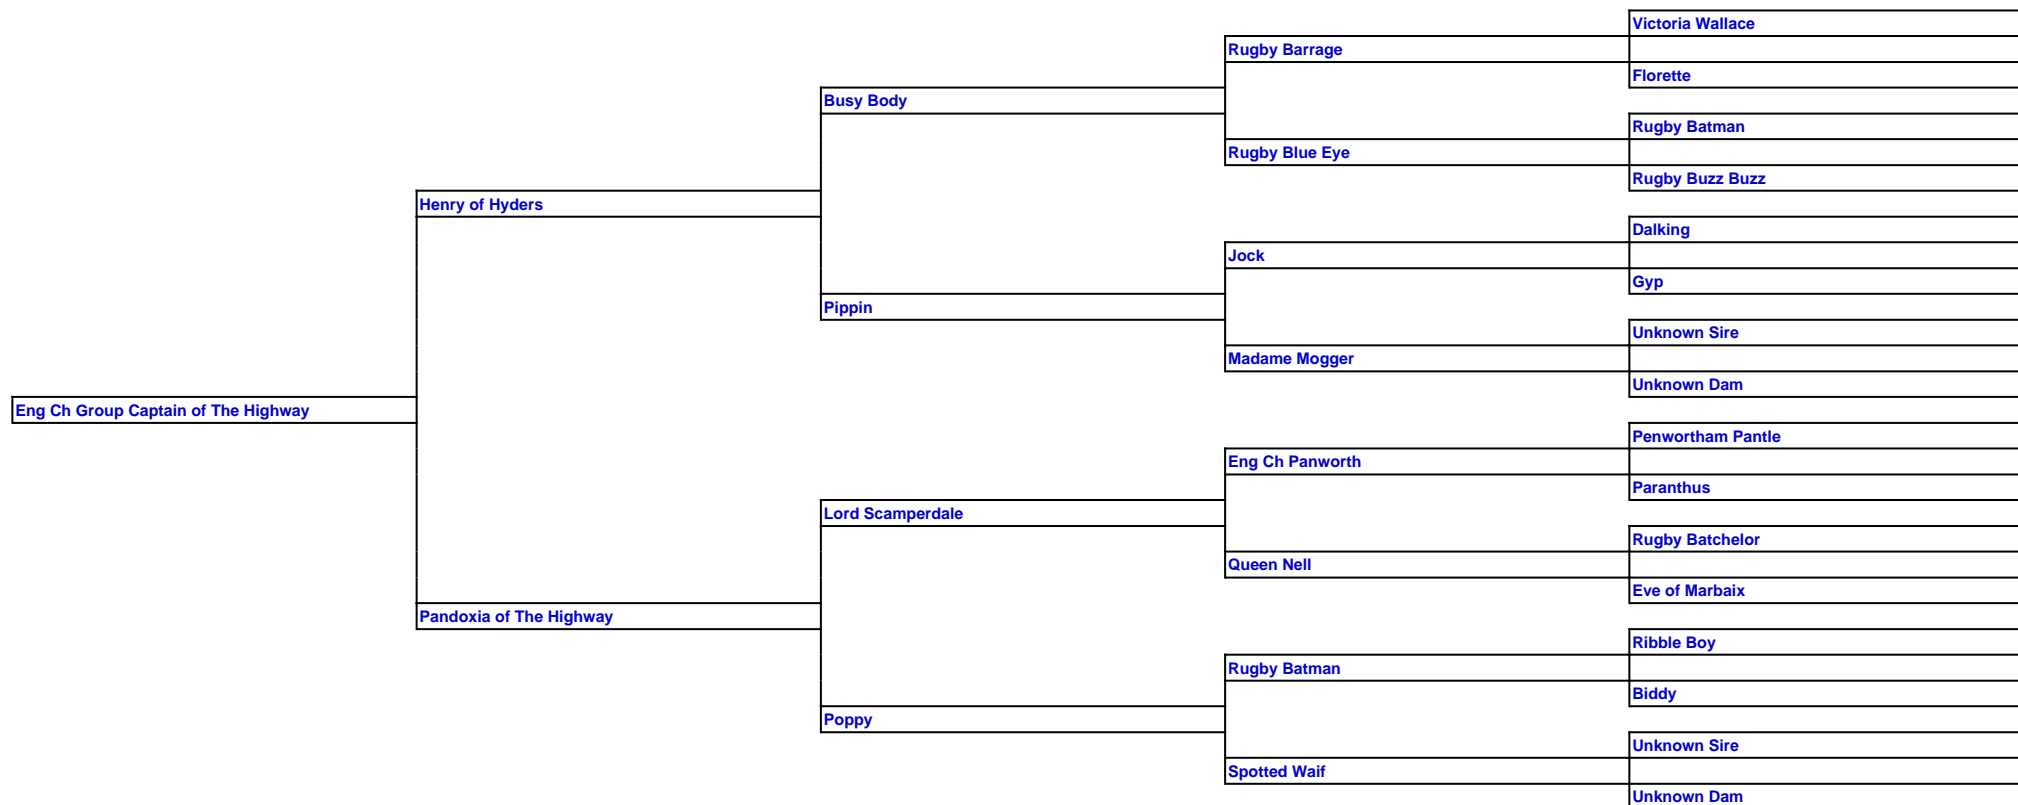 Victoria Wallace
Rugby Barrage
Florette
Busy Body
Rugby Batman
Rugby Blue Eye
Rugby Buzz Buzz
Henry of Hyders
Dalking
Jock
Gyp
Pippin
Unknown Sire
Madame Mogger
Unknown Dam
Eng Ch Group Captain of The Highway
Penwortham Pantle
Eng Ch Panworth
Paranthus
Lord Scamperdale
Rugby Batchelor
Queen Nell
Eve of Marbaix
Pandoxia of The Highway
Ribble Boy
Rugby Batman
Biddy
Poppy
Unknown Sire
Spotted Waif
Unknown Dam